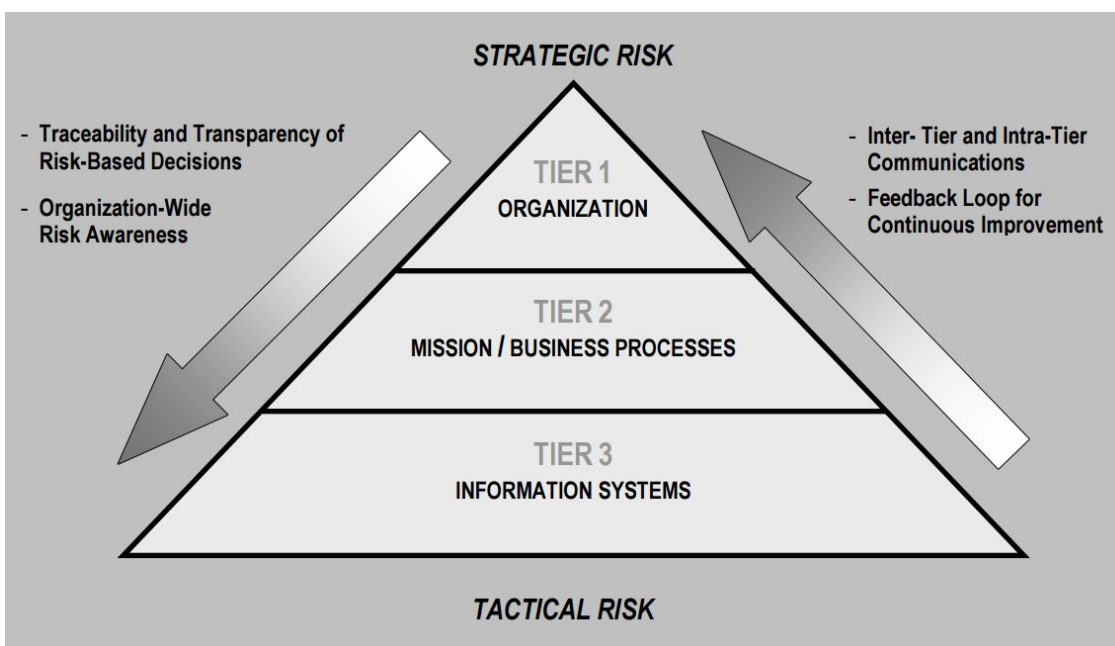 STRATEGIC RISK
- Traceability and Transparency of
Risk-Based Decisions
- Organization-Wide
Risk Awareness
- Inter- Tier and Intra-Tier
Communications
- Feedback Loop for
Continuous Improvement
TIER 1
ORGANIZATION
TIER 2
MISSION / BUSINESS PROCESSES
TIER 3
INFORMATION SYSTEMS
TACTICAL RISK